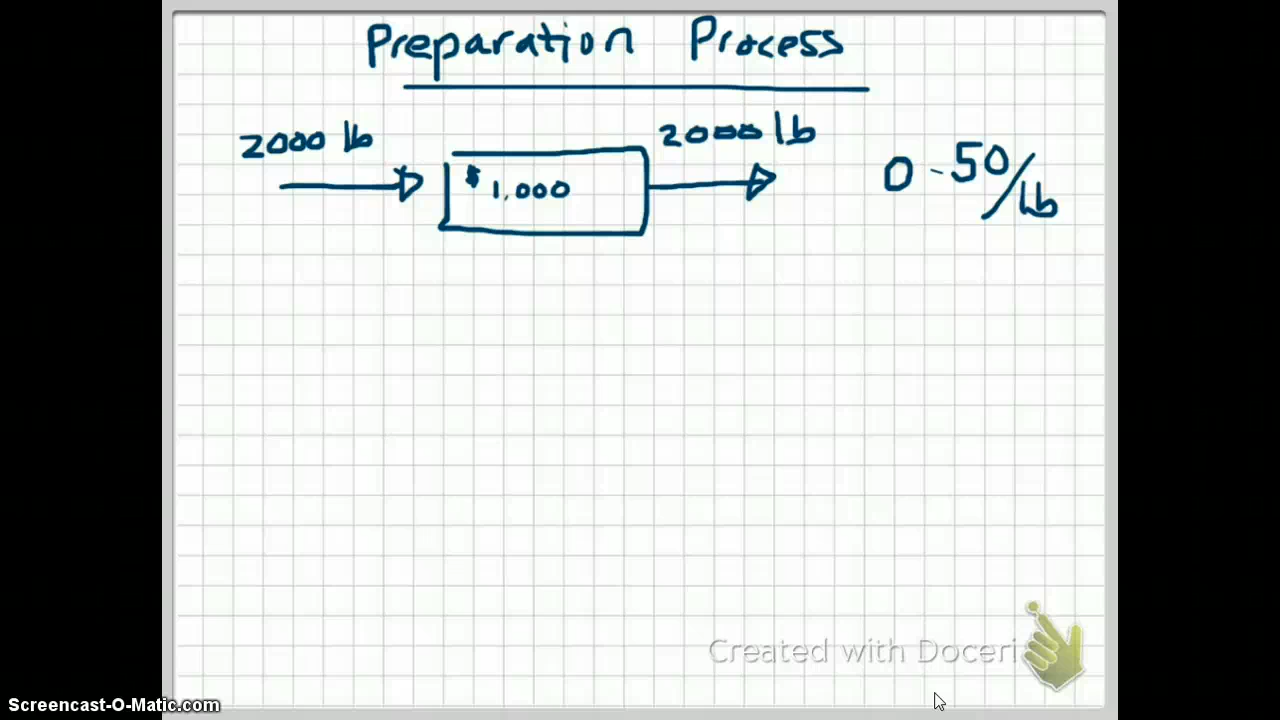 Preparation Process
2000 lb
2000 lb
$ 1,000
0.50/lb
Created with Doceri
Screencast-O-Matic.com